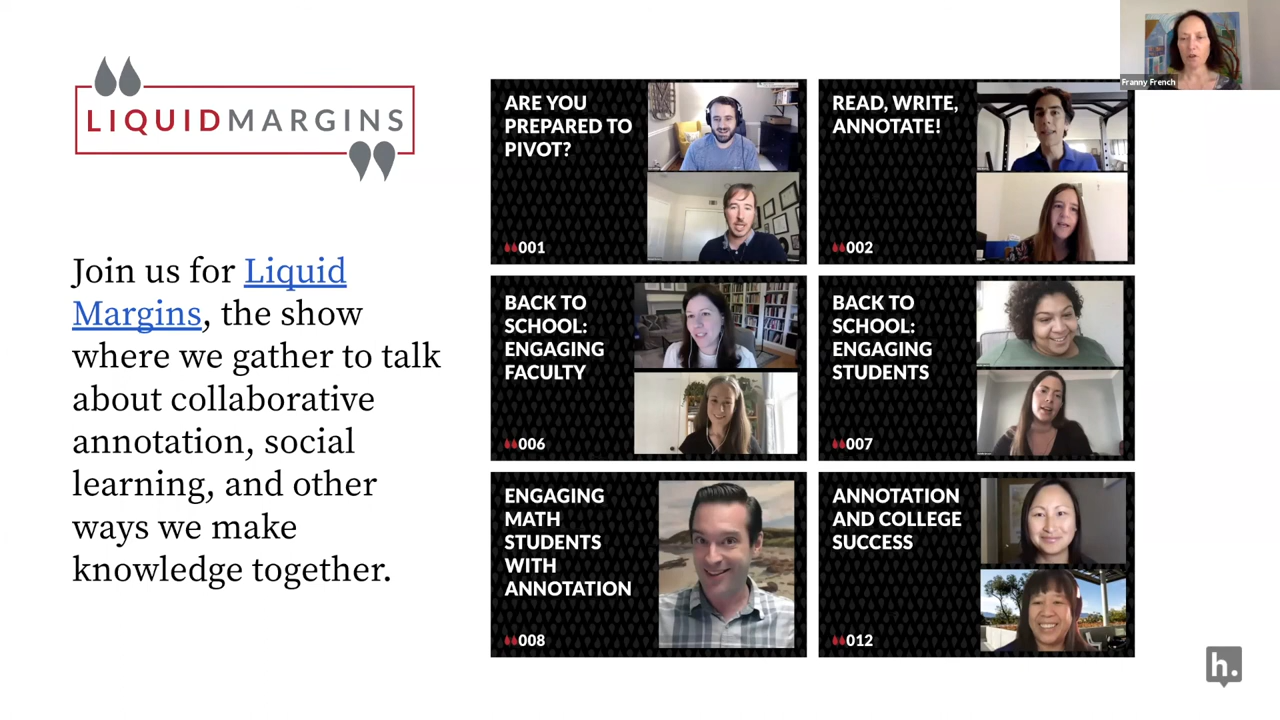 LIQUIDMARGINS
Join us for Liquid
Margins, the show
where we gather to talk
about collaborative
annotation, social
learning, and other
ways we make
knowledge together.
ARE YOU
PREPARED TO
PIVOT?
001
READ, WRITE,
ANNOTATE!
002
BACK TO
SCHOOL:
ENGAGING
FACULTY
006
BACK TO
SCHOOL:
ENGAGING
STUDENTS
007
ENGAGING
MATH
STUDENTS
WITH
ANNOTATION
008
ANNOTATION
AND COLLEGE
SUCCESS
012
Franny French
h.